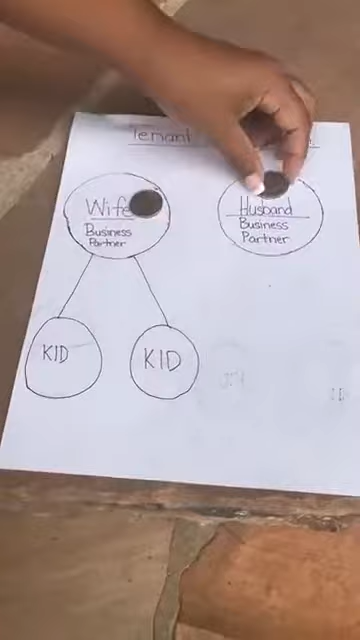 Tenant
Wife
Business
Partner
Husband
Business
Partner
KID
KID